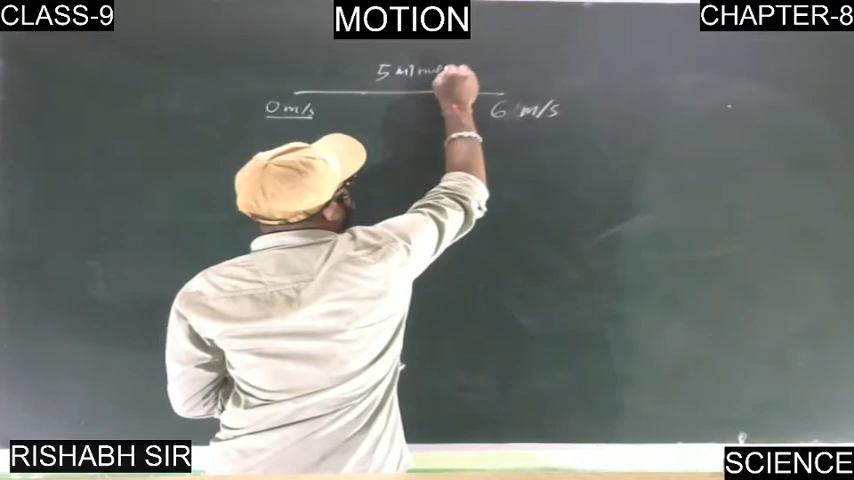 CLASS-9
MOTION
CHAPTER-8
0 m/s
6 m/s
RISHABH SIR
SCIENCE